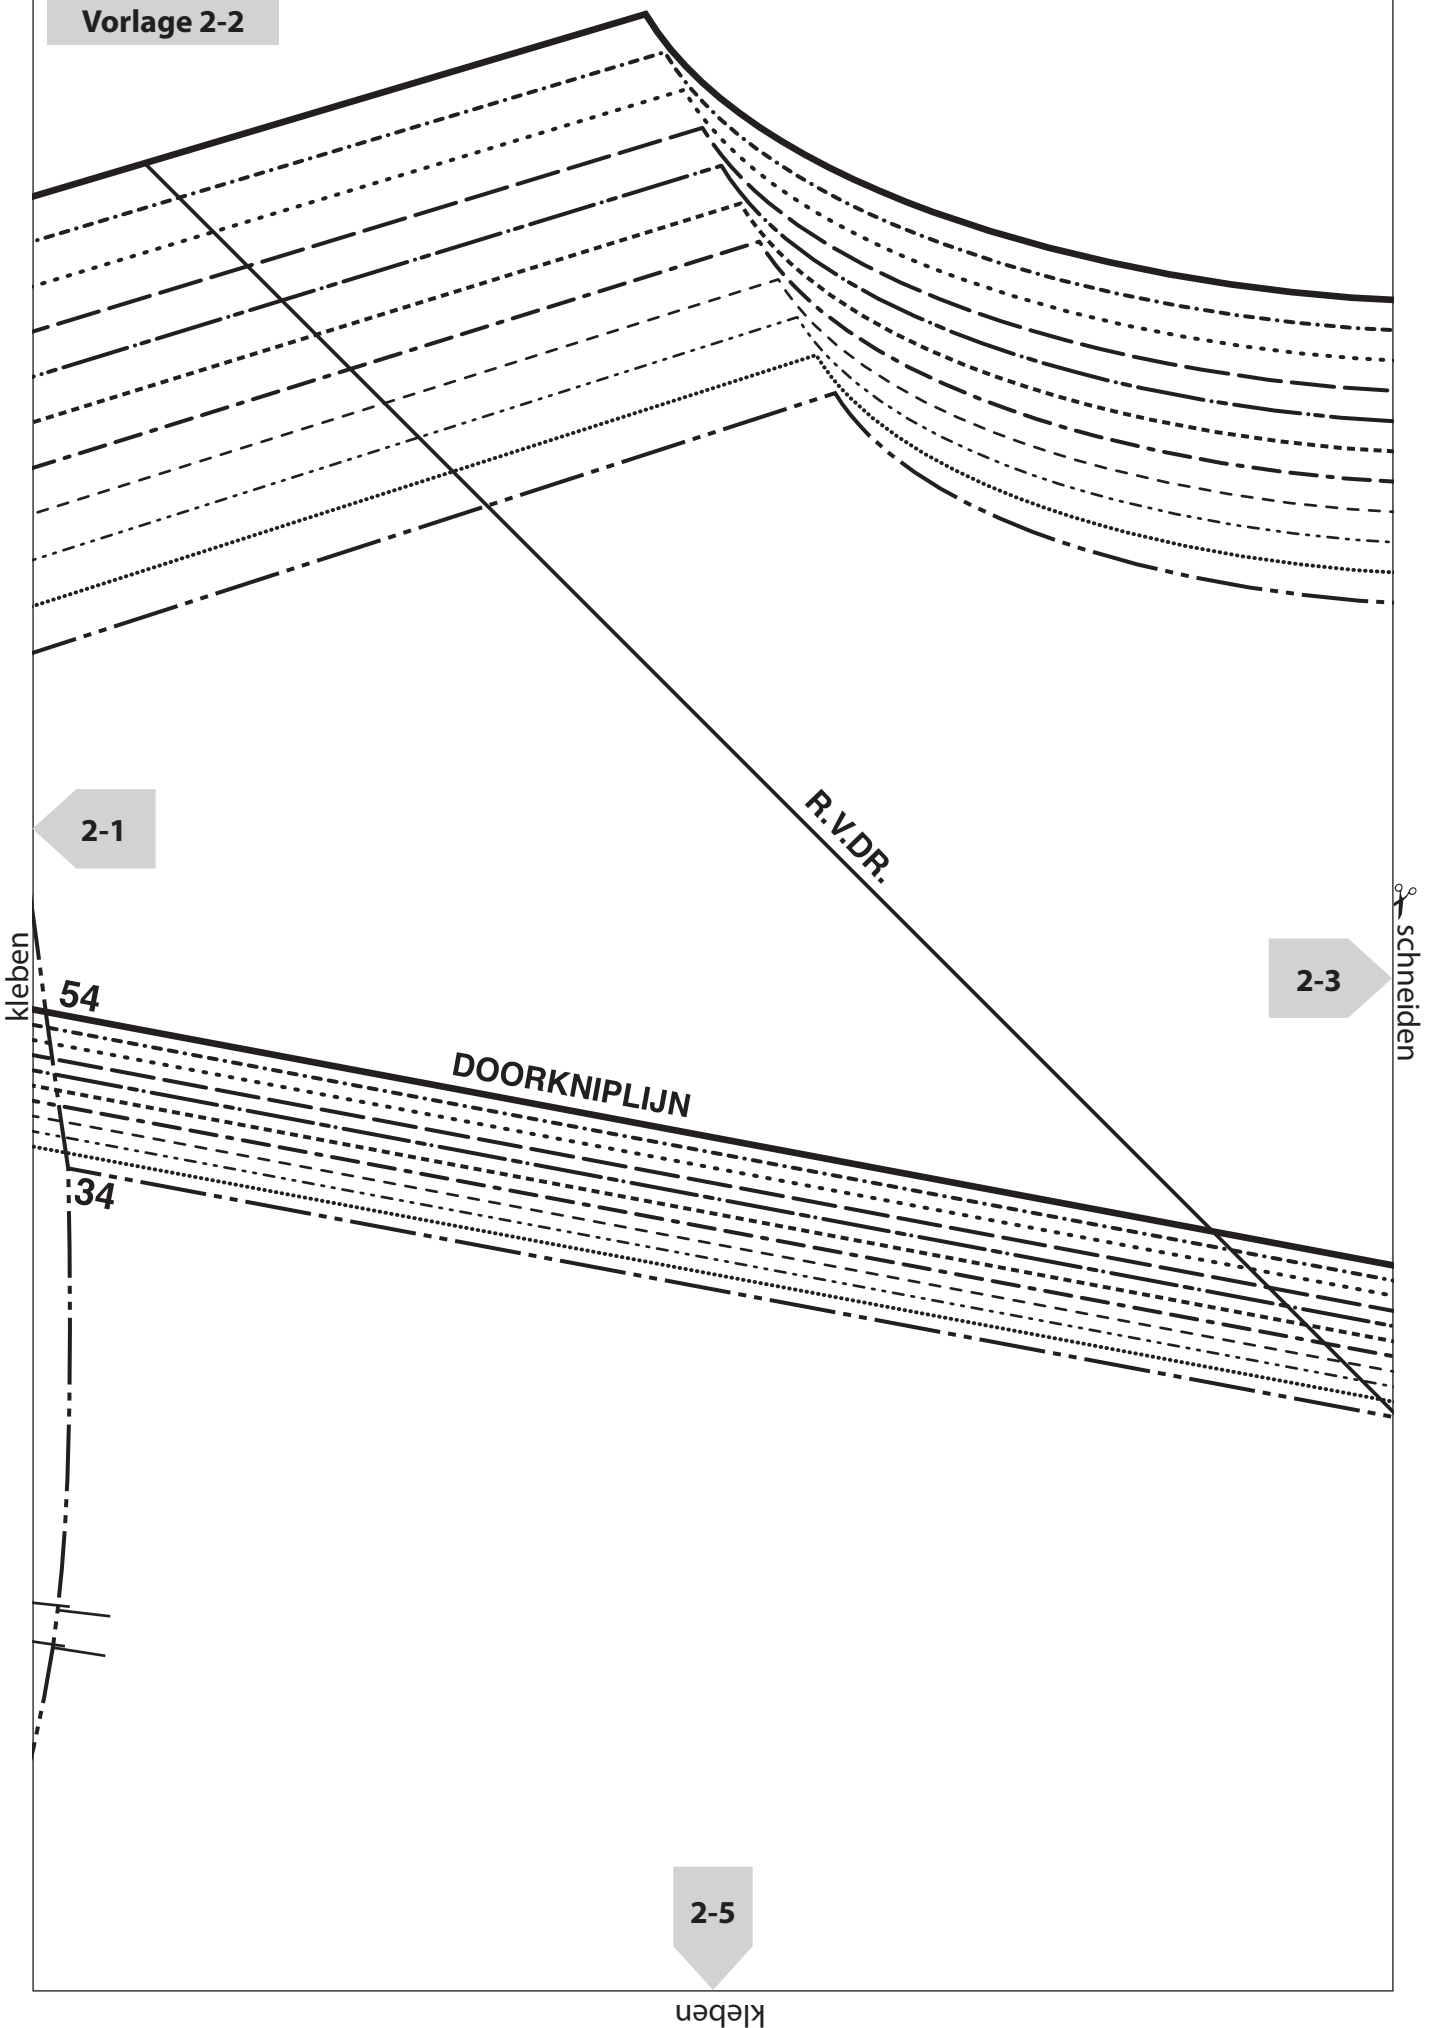 Vorlage 2-2
2-1
R.V.DR.
kleben
54
2-3
schneiden
DOORKNIPLIJN
34
2-5
kleben